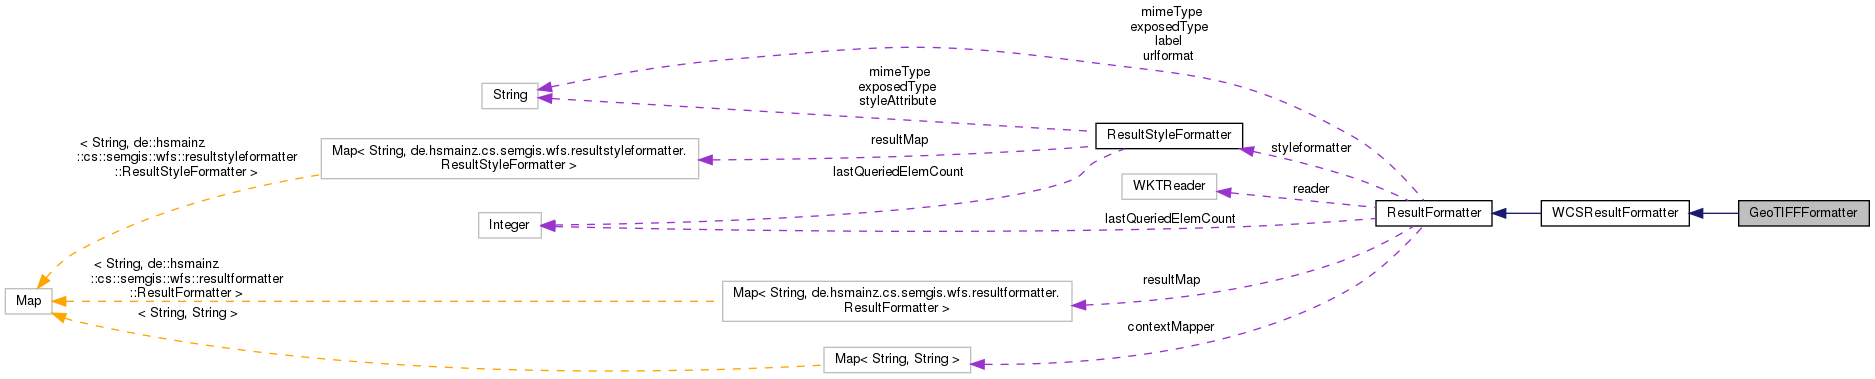 mimeType
exposedType
label
urlformat
mimeType
exposedType
styleAttribute
String
ResultStyleFormatter
< String, de::hsmainz
::cs::semgis::wfs::resultstyleformatter
::ResultStyleFormatter >
Map< String, de.hsmainz.cs.semgis.wfs.resultstyleformatter.
ResultStyleFormatter >
resultMap
styleformatter
lastQueriedElemCount
WKTReader
reader
Integer
lastQueriedElemCount
ResultFormatter
WCSResultFormatter
GeoTIFFFormatter
< String, de::hsmainz
::cs::semgis::wfs::resultformatter
::ResultFormatter >
Map
Map< String, de.hsmainz.cs.semgis.wfs.resultformatter.
ResultFormatter >
resultMap
< String, String >
contextMapper
Map< String, String >